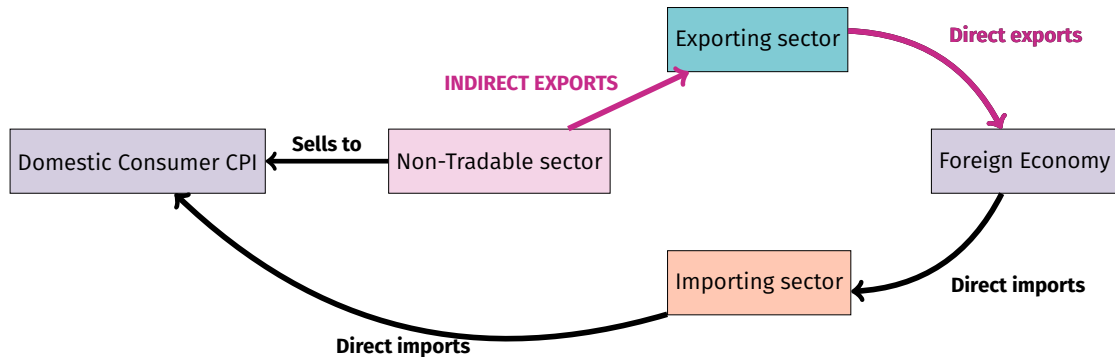 Exporting sector
Direct exports
INDIRECT EXPORTS
Sells to
Domestic Consumer CPI
Non-Tradable sector
Foreign Economy
Importing sector
Direct imports
Direct imports